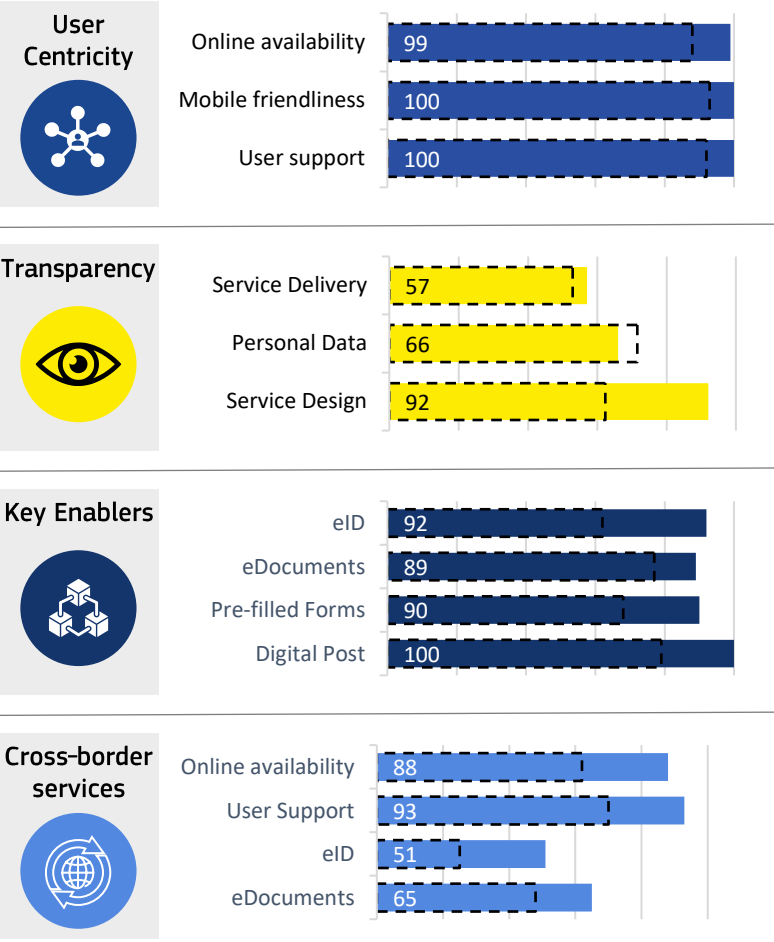 User
Centricity
Online availability 99
Mobile friendliness 100
User support 100
Transparency
Service Delivery 57
Personal Data 66
Service Design 92
Key Enablers
eID 92
eDocuments 89
Pre-filled Forms 90
Digital Post 100
Cross-border
services
Online availability 88
User Support 93
eID 51
eDocuments 65